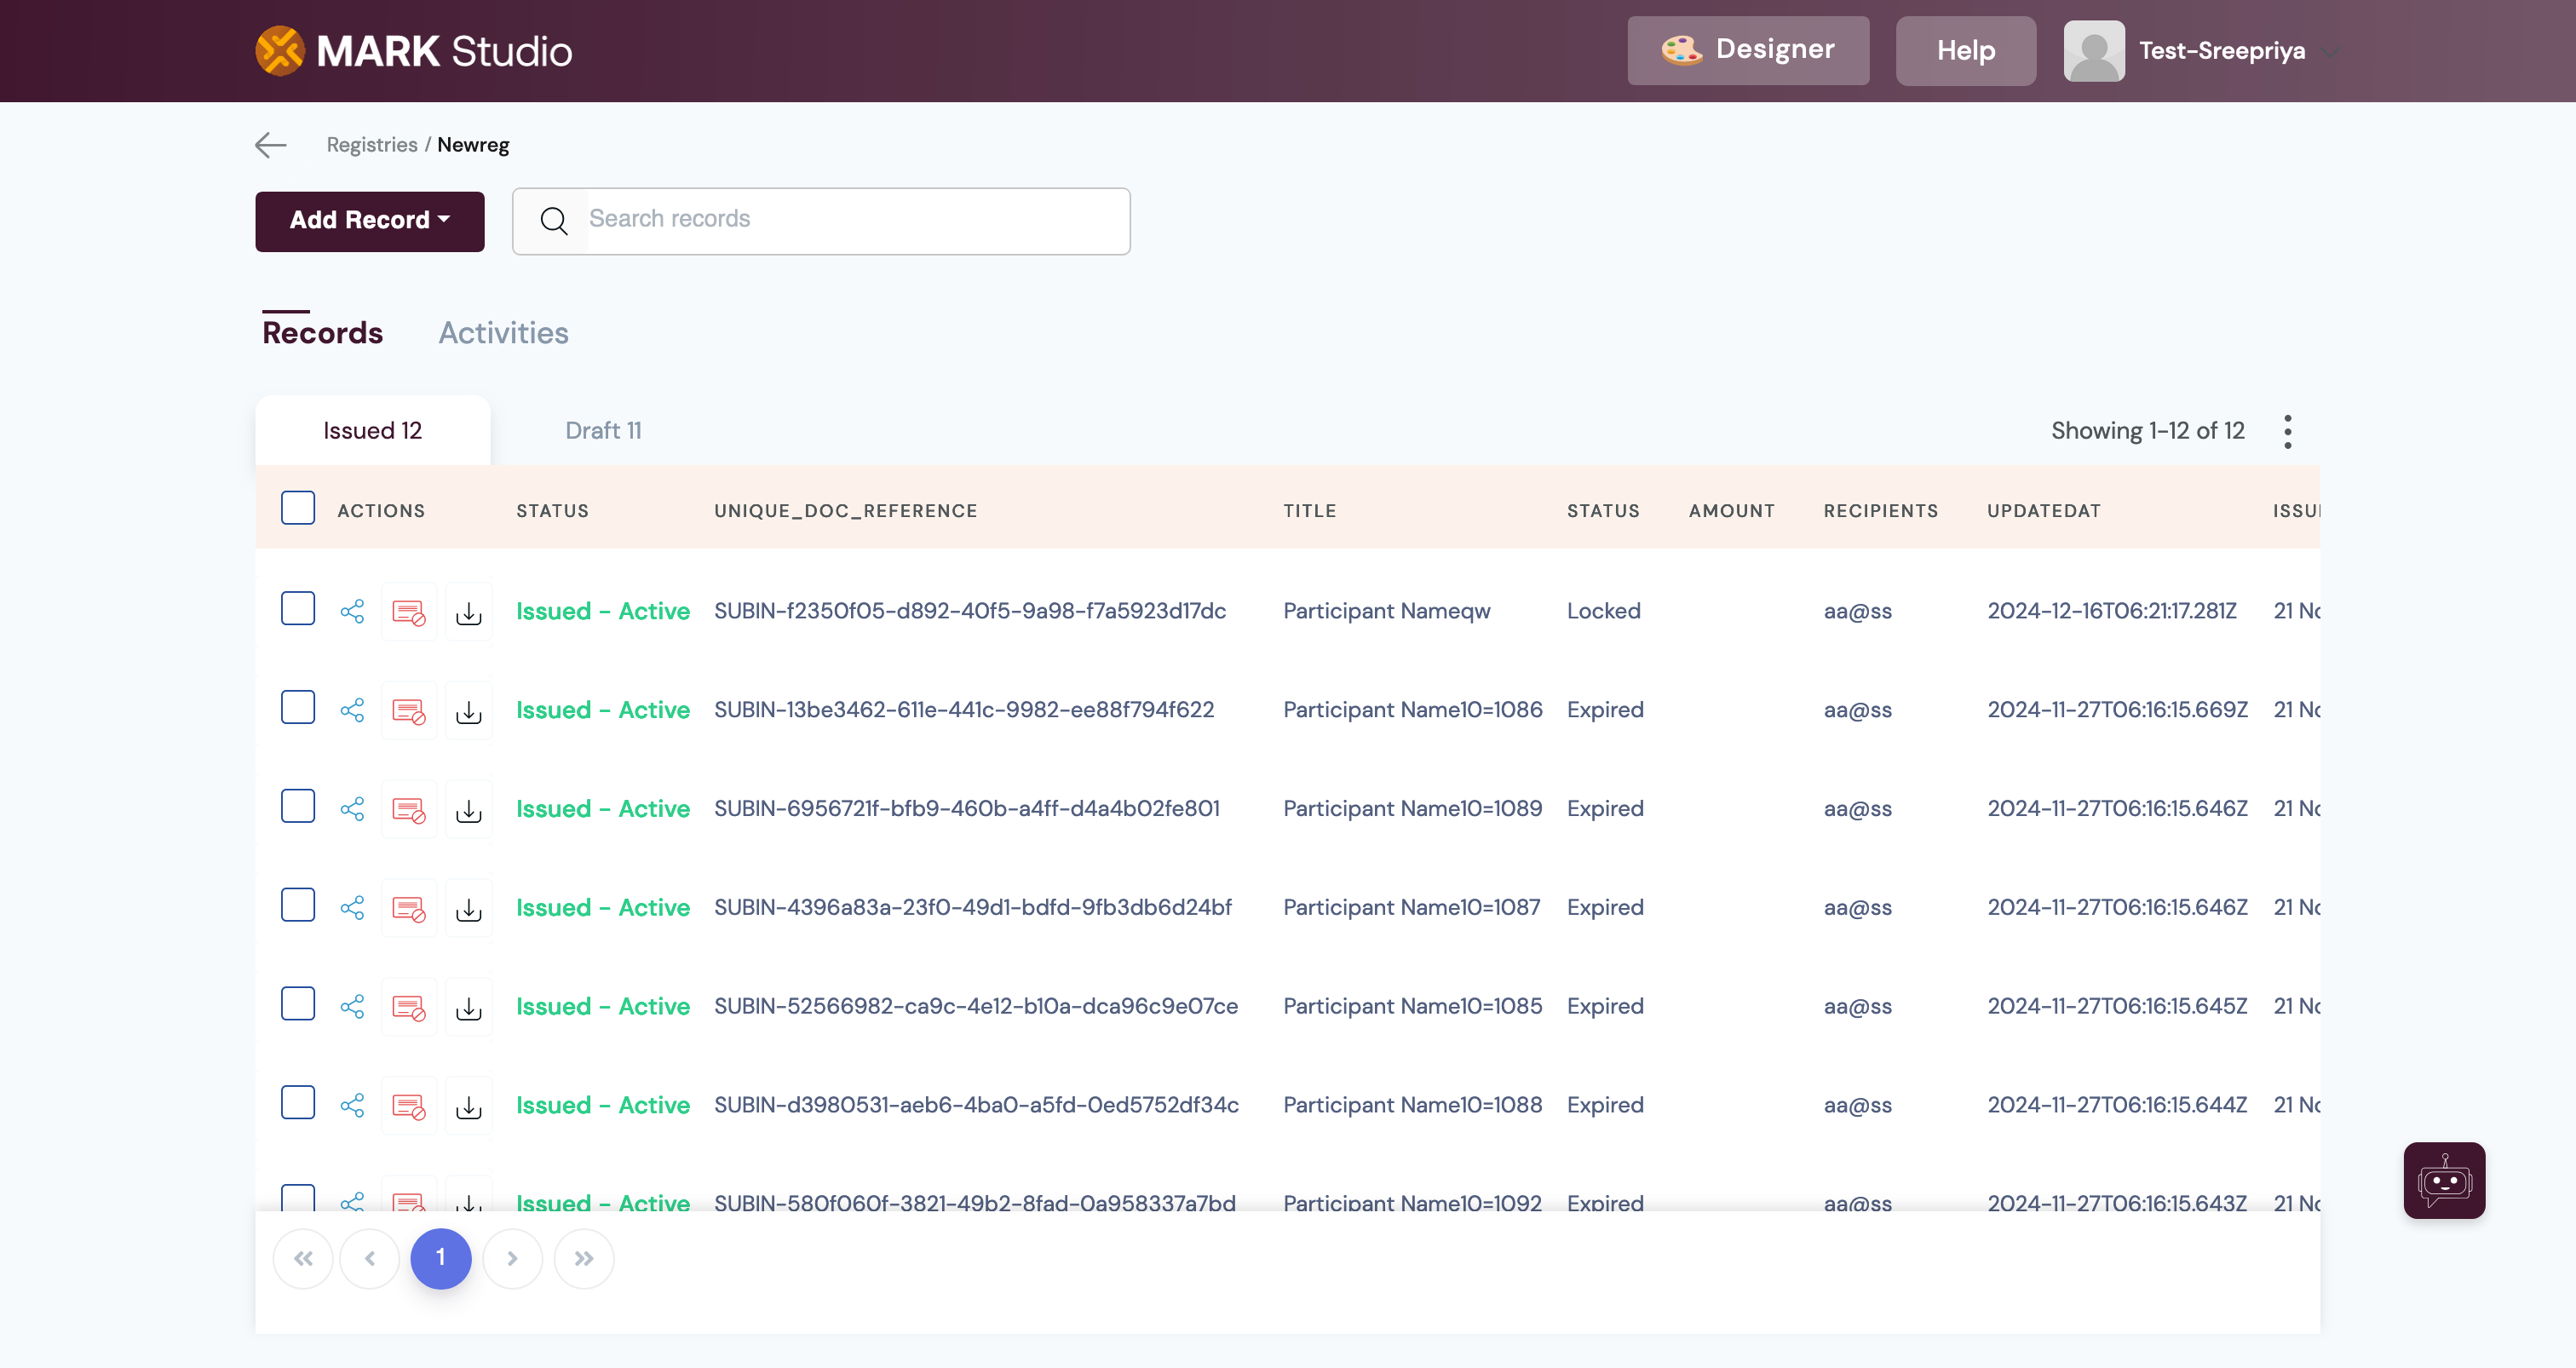 MARK Studio
Designer
Help
Test-Sreepriya
Registries / Newreg
Add Record
Search records
Records Activities
Issued 12 Draft 11 Showing 1-12 of 12
ACTIONS STATUS UNIQUE_DOC_REFERENCE TITLE STATUS AMOUNT RECIPIENTS UPDATEDAT ISSU
Issued - Active SUBIN-f2350f05-d892-40f5-9a98-f7a5923d17dc Participant Nameqw Locked aa@ss 2024-12-16T06:21:17.281Z 21 No
Issued - Active SUBIN-13be3462-611e-441c-9982-ee88f794f622 Participant Name10=1086 Expired aa@ss 2024-11-27T06:16:15.669Z 21 No
Issued - Active SUBIN-6956721f-bfb9-460b-a4ff-d4a4b02fe801 Participant Name10=1089 Expired aa@ss 2024-11-27T06:16:15.646Z 21 No
Issued - Active SUBIN-4396a83a-23f0-49d1-bdfd-9fb3db6d24bf Participant Name10=1087 Expired aa@ss 2024-11-27T06:16:15.646Z 21 No
Issued - Active SUBIN-52566982-ca9c-4e12-b10a-dca96c9e07ce Participant Name10=1085 Expired aa@ss 2024-11-27T06:16:15.645Z 21 No
Issued - Active SUBIN-d3980531-aeb6-4ba0-a5fd-0ed5752df34c Participant Name10=1088 Expired aa@ss 2024-11-27T06:16:15.644Z 21 No
Issued - Active SUBIN-580f060f-3821-49b2-8fad-0a958337a7bd Participant Name10=1092 Expired aa@ss 2024-11-27T06:16:15.643Z 21 No
1